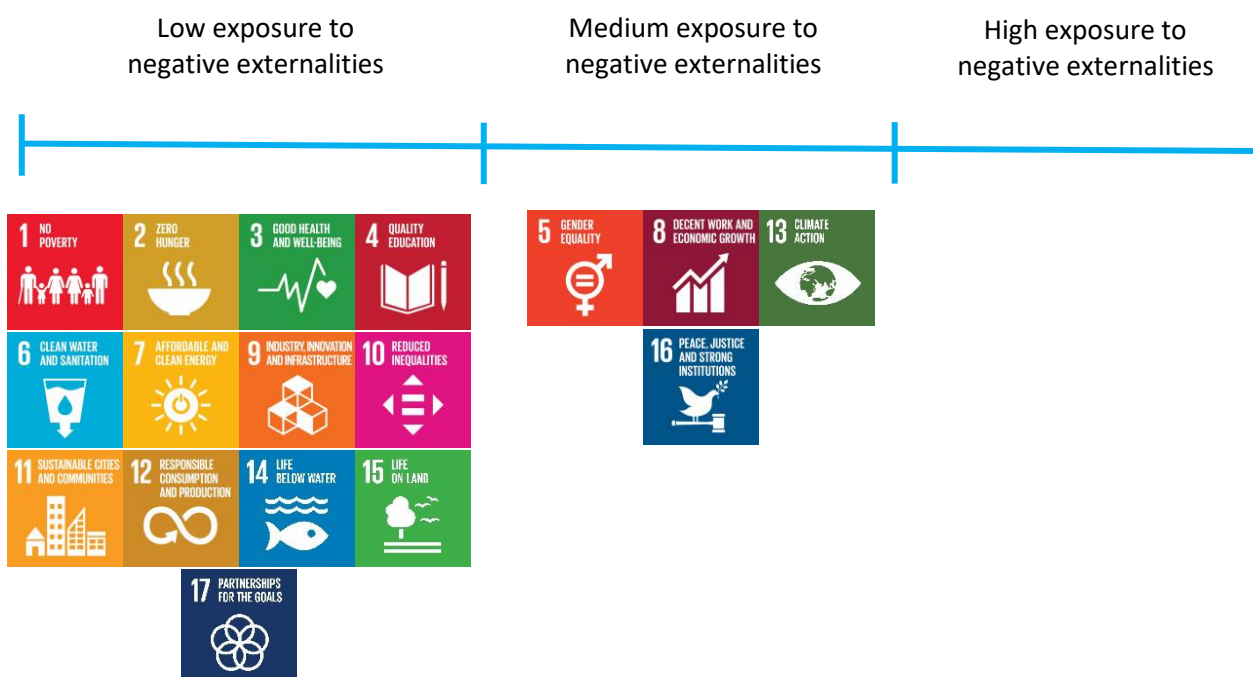 Low exposure to
negative externalities
Medium exposure to
negative externalities
High exposure to
negative externalities
1 NO
POVERTY
2 ZERO
HUNGER
3 GOOD HEALTH
AND WELL-BEING
4 QUALITY
EDUCATION
5 GENDER
EQUALITY
8 DECENT WORK AND
ECONOMIC GROWTH
13 CLIMATE
ACTION
6 CLEAN WATER
AND SANITATION
7 AFFORDABLE AND
CLEAN ENERGY
9 INDUSTRY, INNOVATION
AND INFRASTRUCTURE
10 REDUCED
INEQUALITIES
16 PEACE, JUSTICE
AND STRONG
INSTITUTIONS
11 SUSTAINABLE CITIES
AND COMMUNITIES
12 RESPONSIBLE
CONSUMPTION
AND PRODUCTION
14 LIFE
BELOW WATER
15 LIFE
ON LAND
17 PARTNERSHIPS
FOR THE GOALS